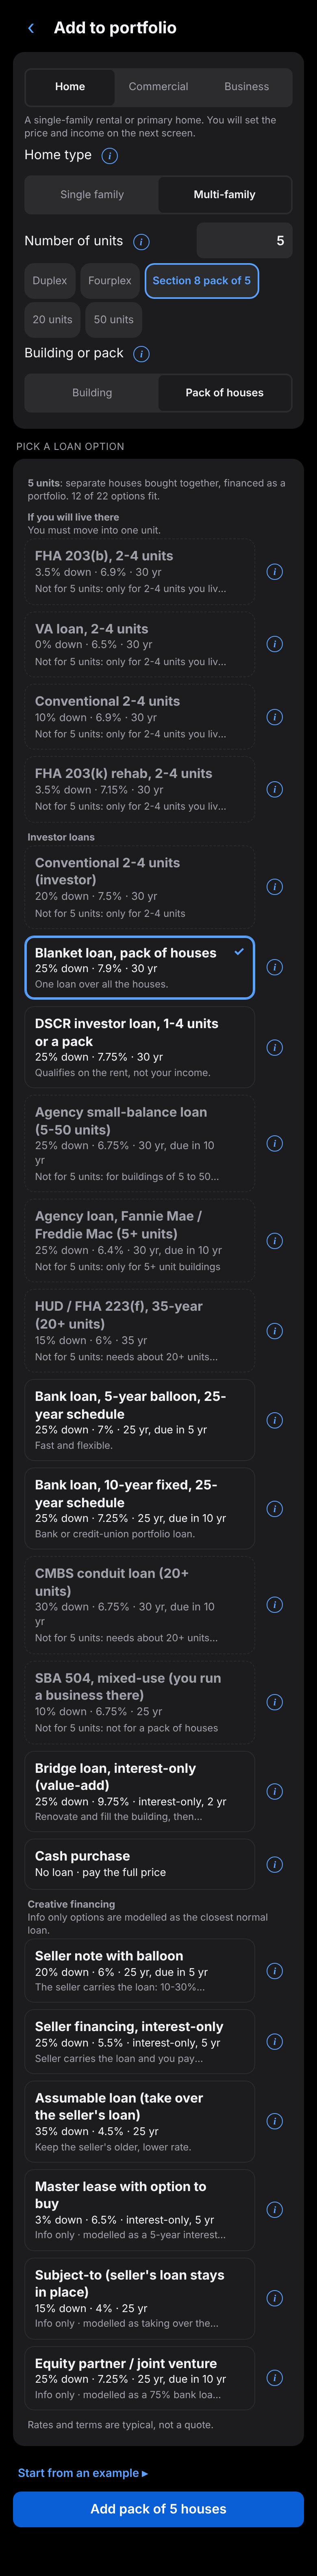 ‹ Add to portfolio
Home Commercial Business
A single-family rental or primary home. You will set the
price and income on the next screen.
Home type i
Single family Multi-family
Number of units i 5
Duplex Fourplex Section 8 pack of 5
20 units 50 units
Building or pack i
Building Pack of houses
PICK A LOAN OPTION
5 units: separate houses bought together, financed as a
portfolio. 12 of 22 options fit.
If you will live there
You must move into one unit.
FHA 203(b), 2-4 units
3.5% down · 6.9% · 30 yr
Not for 5 units: only for 2-4 units you liv...
i
VA loan, 2-4 units
0% down · 6.5% · 30 yr
Not for 5 units: only for 2-4 units you liv...
i
Conventional 2-4 units
10% down · 6.9% · 30 yr
Not for 5 units: only for 2-4 units you liv...
i
FHA 203(k) rehab, 2-4 units
3.5% down · 7.15% · 30 yr
Not for 5 units: only for 2-4 units you liv...
i
Investor loans
Conventional 2-4 units
(investor)
20% down · 7.5% · 30 yr
Not for 5 units: only for 2-4 units
i
Blanket loan, pack of houses ✓
25% down · 7.9% · 30 yr
One loan over all the houses.
i
DSCR investor loan, 1-4 units
or a pack
25% down · 7.75% · 30 yr
Qualifies on the rent, not your income.
i
Agency small-balance loan
(5-50 units)
25% down · 6.75% · 30 yr, due in 10
yr
Not for 5 units: for buildings of 5 to 50...
i
Agency loan, Fannie Mae /
Freddie Mac (5+ units)
25% down · 6.4% · 30 yr, due in 10 yr
Not for 5 units: only for 5+ unit buildings
i
HUD / FHA 223(f), 35-year
(20+ units)
15% down · 6% · 35 yr
Not for 5 units: needs about 20+ units...
i
Bank loan, 5-year balloon, 25-
year schedule
25% down · 7% · 25 yr, due in 5 yr
Fast and flexible.
i
Bank loan, 10-year fixed, 25-
year schedule
25% down · 7.25% · 25 yr, due in 10 yr
Bank or credit-union portfolio loan.
i
CMBS conduit loan (20+
units)
30% down · 6.75% · 30 yr, due in 10
yr
Not for 5 units: needs about 20+ units...
i
SBA 504, mixed-use (you run
a business there)
10% down · 6.75% · 25 yr
Not for 5 units: not for a pack of houses
i
Bridge loan, interest-only
(value-add)
25% down · 9.75% · interest-only, 2 yr
Renovate and fill the building, then...
i
Cash purchase
No loan · pay the full price
i
Creative financing
Info only options are modelled as the closest normal
loan.
Seller note with balloon
20% down · 6% · 25 yr, due in 5 yr
The seller carries the loan: 10-30%...
i
Seller financing, interest-only
25% down · 5.5% · interest-only, 5 yr
Seller carries the loan and you pay...
i
Assumable loan (take over
the seller's loan)
35% down · 4.5% · 25 yr
Keep the seller's older, lower rate.
i
Master lease with option to
buy
3% down · 6.5% · interest-only, 5 yr
Info only · modelled as a 5-year interest...
i
Subject-to (seller's loan stays
in place)
15% down · 4% · 25 yr
Info only · modelled as taking over the...
i
Equity partner / joint venture
25% down · 7.25% · 25 yr, due in 10 yr
Info only · modelled as a 75% bank loa...
i
Rates and terms are typical, not a quote.
Start from an example ▸
Add pack of 5 houses